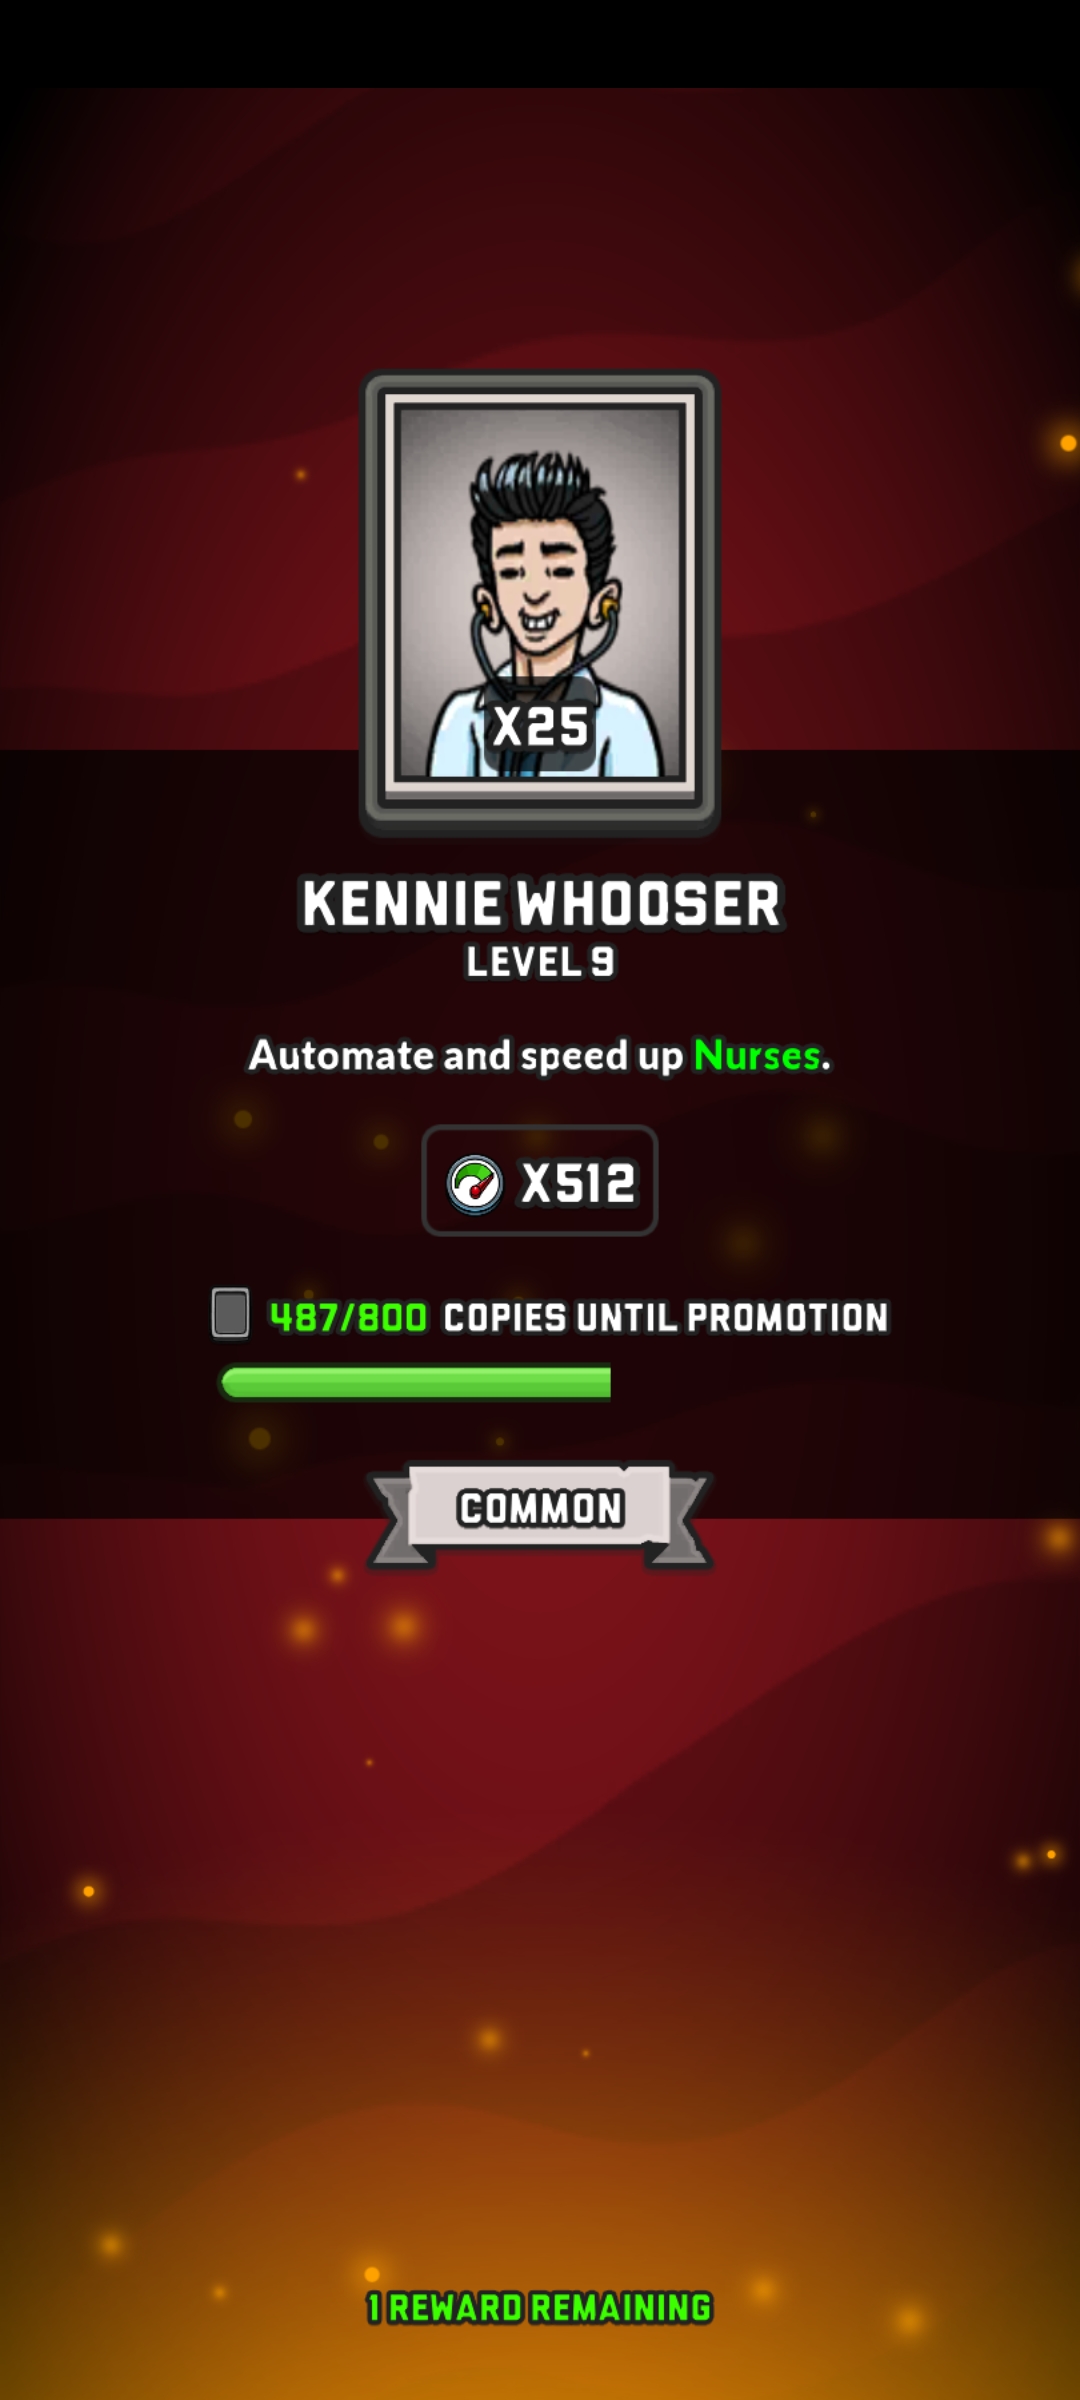 X25
KENNIE WHOOSER
LEVEL 9
Automate and speed up Nurses.
X512
487/800 COPIES UNTIL PROMOTION
COMMON
1 REWARD REMAINING